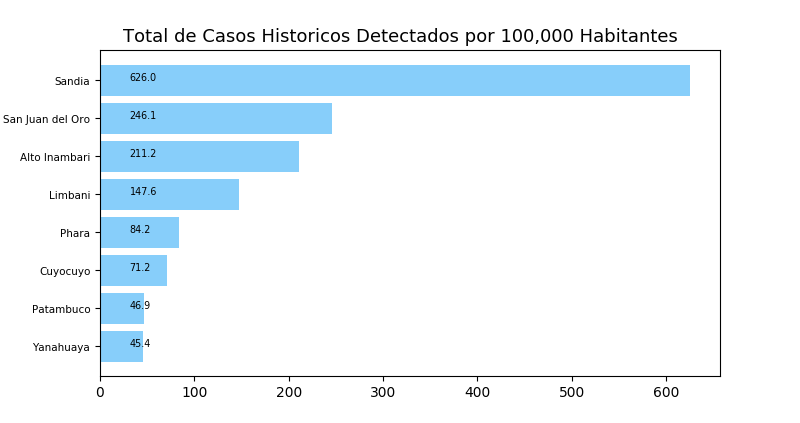 Total de Casos Historicos Detectados por 100,000 Habitantes
Sandia 626.0
San Juan del Oro 246.1
Alto Inambari 211.2
Limbani 147.6
Phara 84.2
Cuyocuyo 71.2
Patambuco 46.9
Yanahuaya 45.4
0 100 200 300 400 500 600